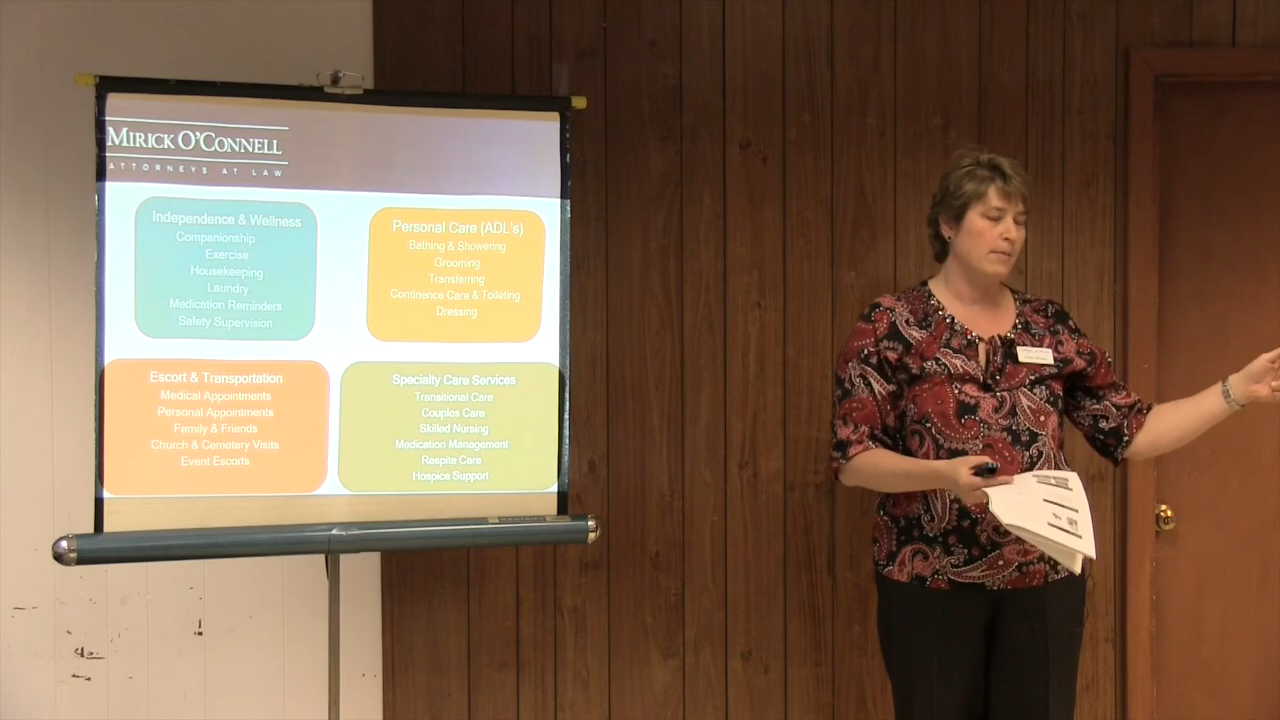 MIRICK O'CONNELL
ATTORNEYS AT LAW
Independence & Wellness
Companionship
Exercise
Housekeeping
Laundry
Medication Reminders
Safety Supervision
Personal Care (ADL's)
Bathing & Showering
Grooming
Transferring
Continence Care & Toileting
Dressing
Escort & Transportation
Medical Appointments
Personal Appointments
Family & Friends
Church & Cemetery Visits
Event Escorts
Specialty Care Services
Transitional Care
Couples Care
Skilled Nursing
Medication Management
Respite Care
Hospice Support